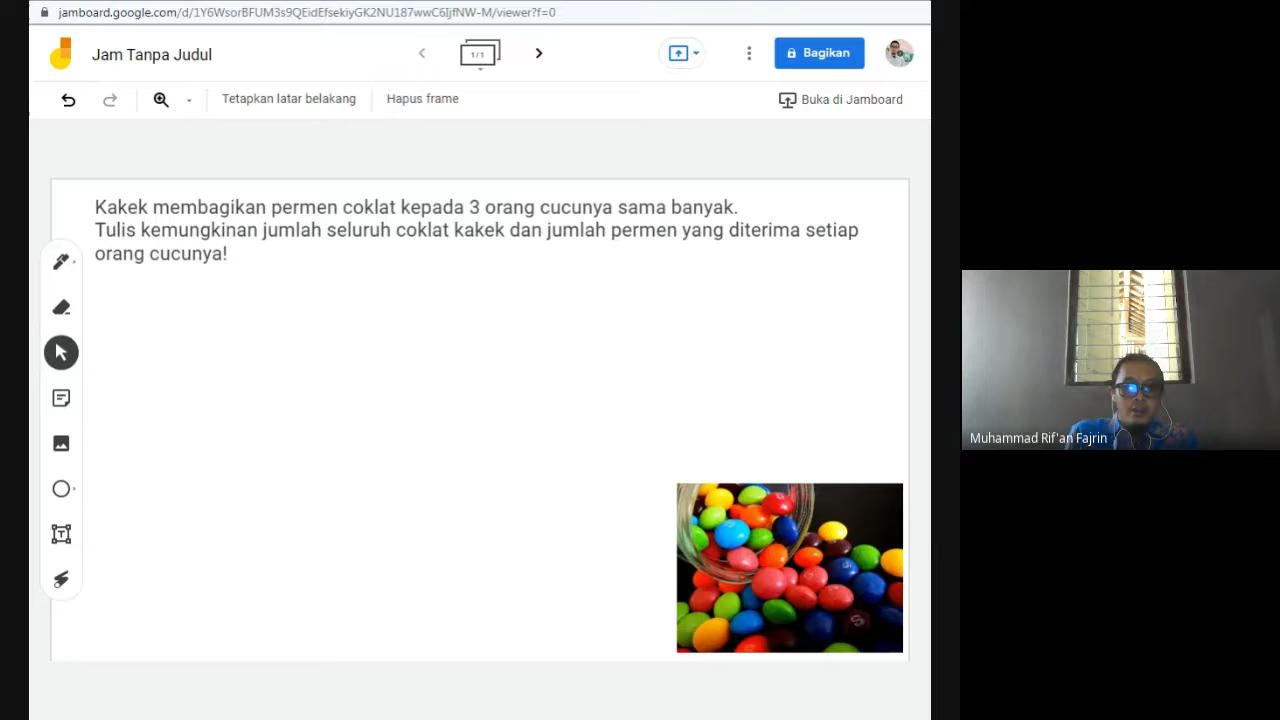 jamboard.google.com/d/1Y6WsorBFUM3s9QEidEfsekiyGK2NU187wwC6IjfNW-M/viewer?f=0
Jam Tanpa Judul
1/1
Bagikan
Tetapkan latar belakang
Hapus frame
Buka di Jamboard
Kakek membagikan permen coklat kepada 3 orang cucunya sama banyak.
Tulis kemungkinan jumlah seluruh coklat kakek dan jumlah permen yang diterima setiap
orang cucunya!
Muhammad Rif'an Fajrin